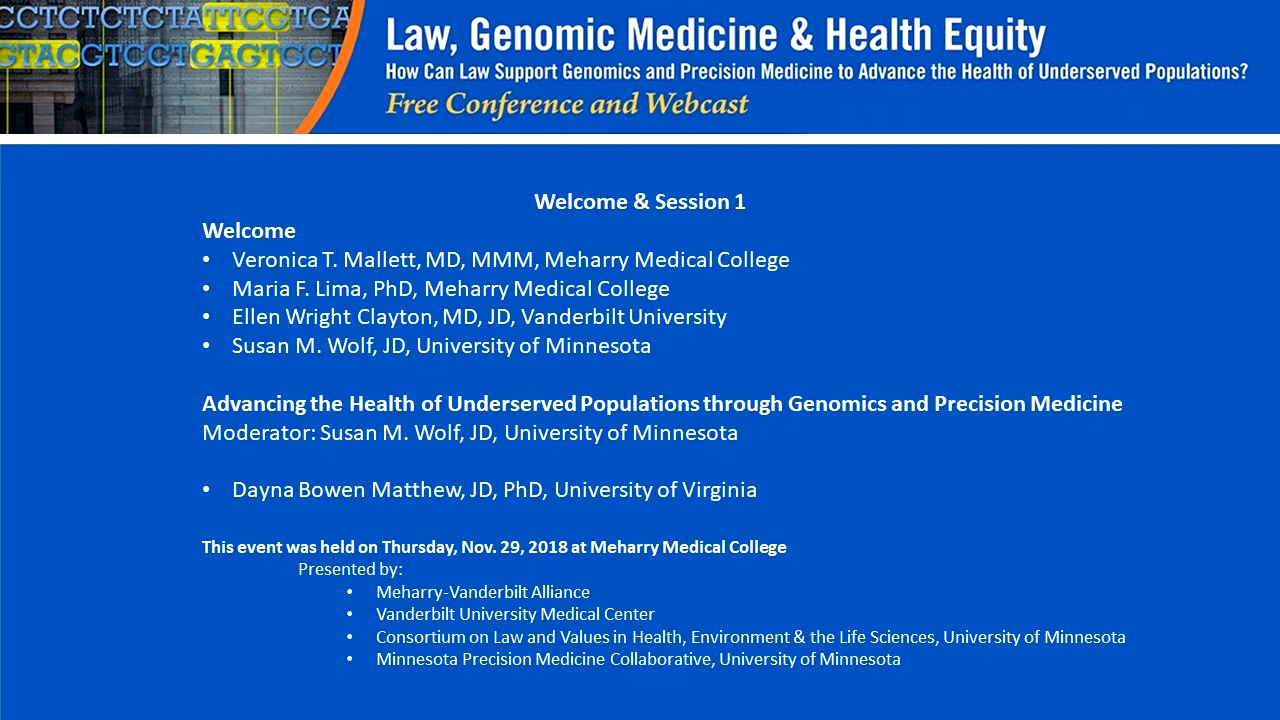 CCTCTCTCTATTCGTGA
GTACGTCGTGAGTGCT
Law, Genomic Medicine & Health Equity
How Can Law Support Genomics and Precision Medicine to Advance the Health of Underserved Populations?
Free Conference and Webcast
Welcome & Session 1
Welcome
• Veronica T. Mallett, MD, MMM, Meharry Medical College
• Maria F. Lima, PhD, Meharry Medical College
• Ellen Wright Clayton, MD, JD, Vanderbilt University
• Susan M. Wolf, JD, University of Minnesota
Advancing the Health of Underserved Populations through Genomics and Precision Medicine
Moderator: Susan M. Wolf, JD, University of Minnesota
• Dayna Bowen Matthew, JD, PhD, University of Virginia
This event was held on Thursday, Nov. 29, 2018 at Meharry Medical College
Presented by:
• Meharry-Vanderbilt Alliance
• Vanderbilt University Medical Center
• Consortium on Law and Values in Health, Environment & the Life Sciences, University of Minnesota
• Minnesota Precision Medicine Collaborative, University of Minnesota